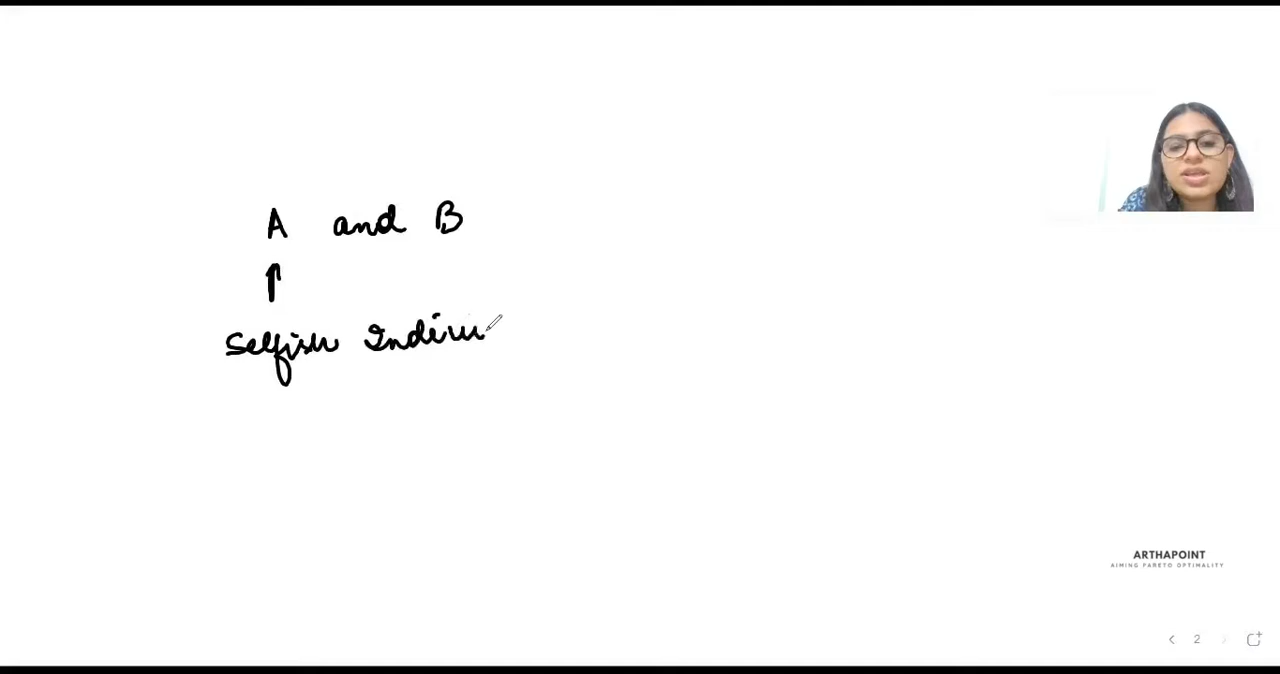 A and B
Selfish Indiv
ARTHAPOINT
AIMING PARETO OPTIMALITY
2